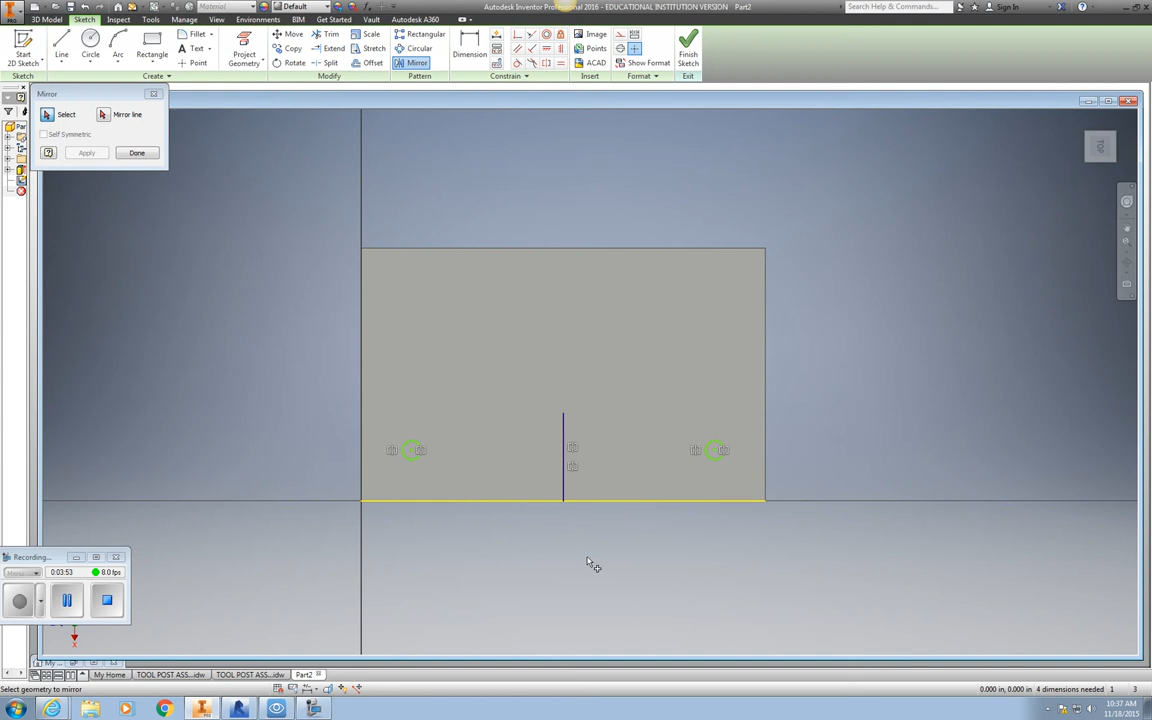 Material
Default
Autodesk Inventor Professional 2016 - EDUCATIONAL INSTITUTION VERSION Part2
Search Help & Commands...
Sign In
PRO
3D Model
Sketch
Inspect
Tools
Manage
View
Environments
BIM
Get Started
Vault
Autodesk A360
Start
2D Sketch
Line
Circle
Arc
Rectangle
Fillet
Text
Point
Project
Geometry
Move
Copy
Rotate
Trim
Extend
Split
Scale
Stretch
Offset
Rectangular
Circular
Mirror
Dimension
Image
Points
ACAD
Show Format
Finish
Sketch
Sketch
Create
Modify
Pattern
Constrain
Insert
Format
Exit
Mirror
Select
Mirror line
Self Symmetric
Apply
Done
Par
TOP
Recording...
Menu
0:03:53
8.0 fps
X
My ...
My Home
TOOL POST ASS....idw
TOOL POST ASS....idw
Part2
Select geometry to mirror
0.000 in, 0.000 in 4 dimensions needed 1 3
10:37 AM
11/18/2015